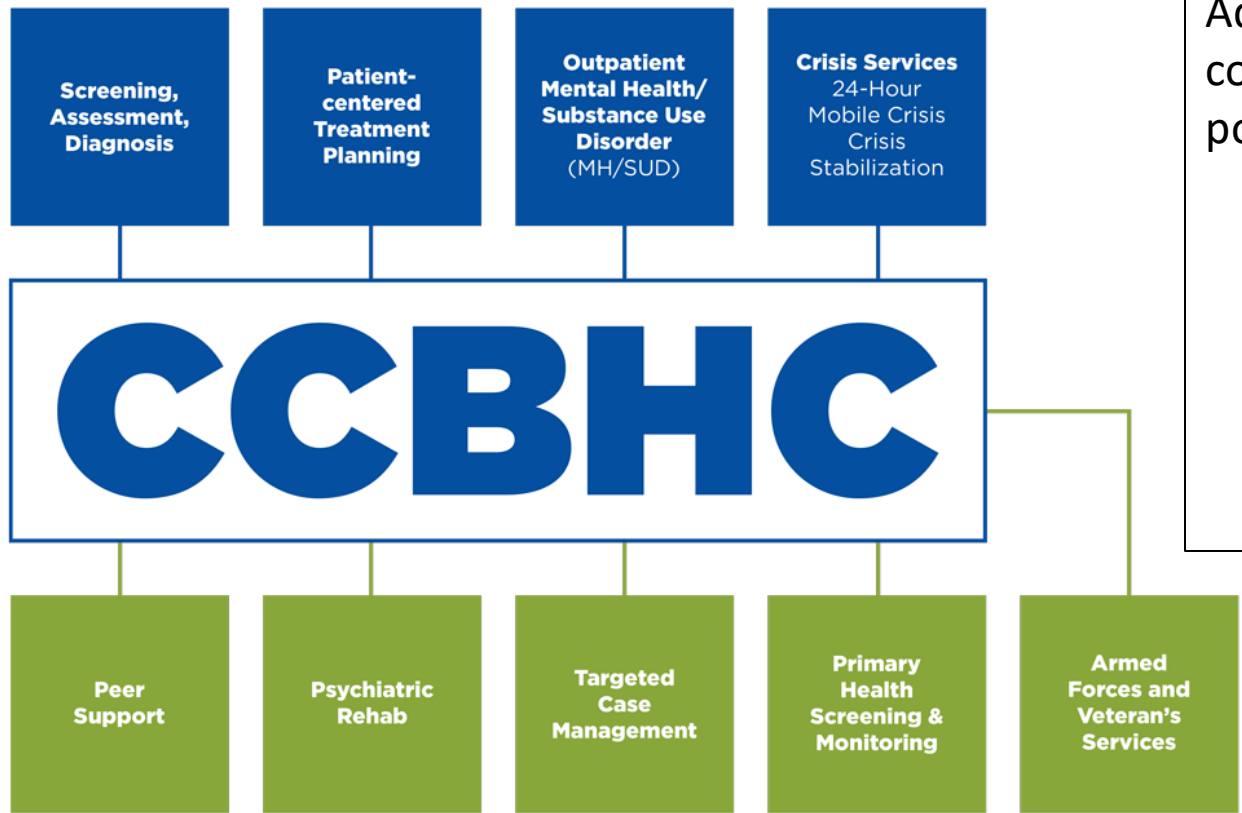 Screening,
Assessment,
Diagnosis
Patient-
centered
Treatment
Planning
Outpatient
Mental Health/
Substance Use
Disorder
(MH/SUD)
Crisis Services
24-Hour
Mobile Crisis
Crisis
Stabilization
CCBHC
Peer
Support
Psychiatric
Rehab
Targeted
Case
Management
Primary
Health
Screening &
Monitoring
Armed
Forces and
Veteran's
Services